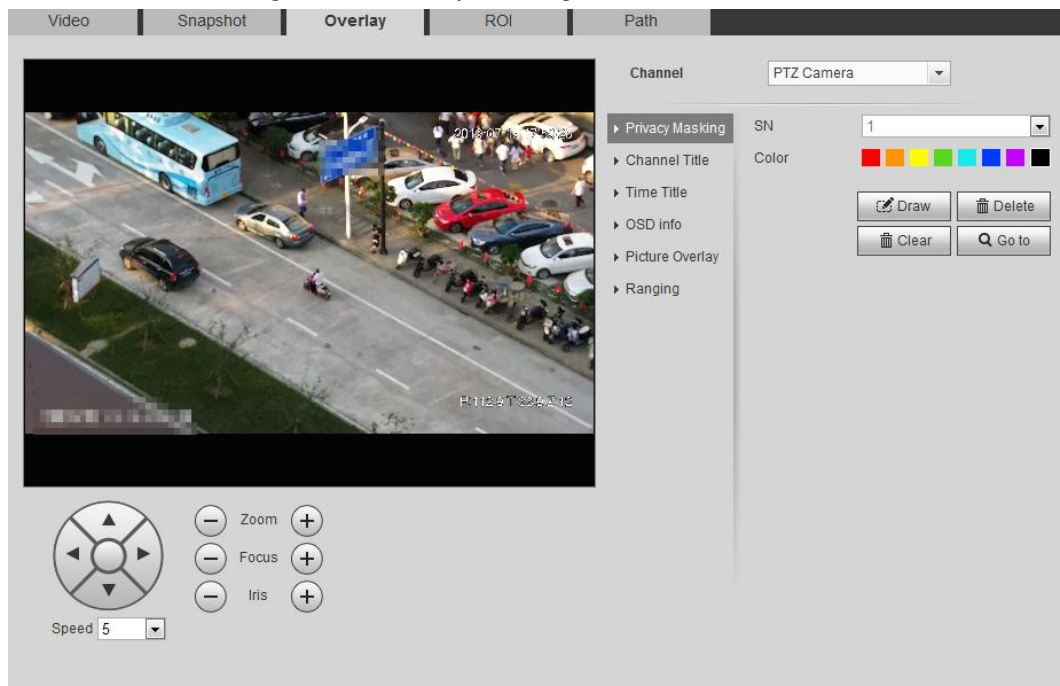 Video Snapshot Overlay ROI Path
Channel PTZ Camera
Privacy Masking
Channel Title
Time Title
OSD info
Picture Overlay
Ranging
SN 1
Color
Draw Delete
Clear Go to
Zoom
Focus
Iris
Speed 5